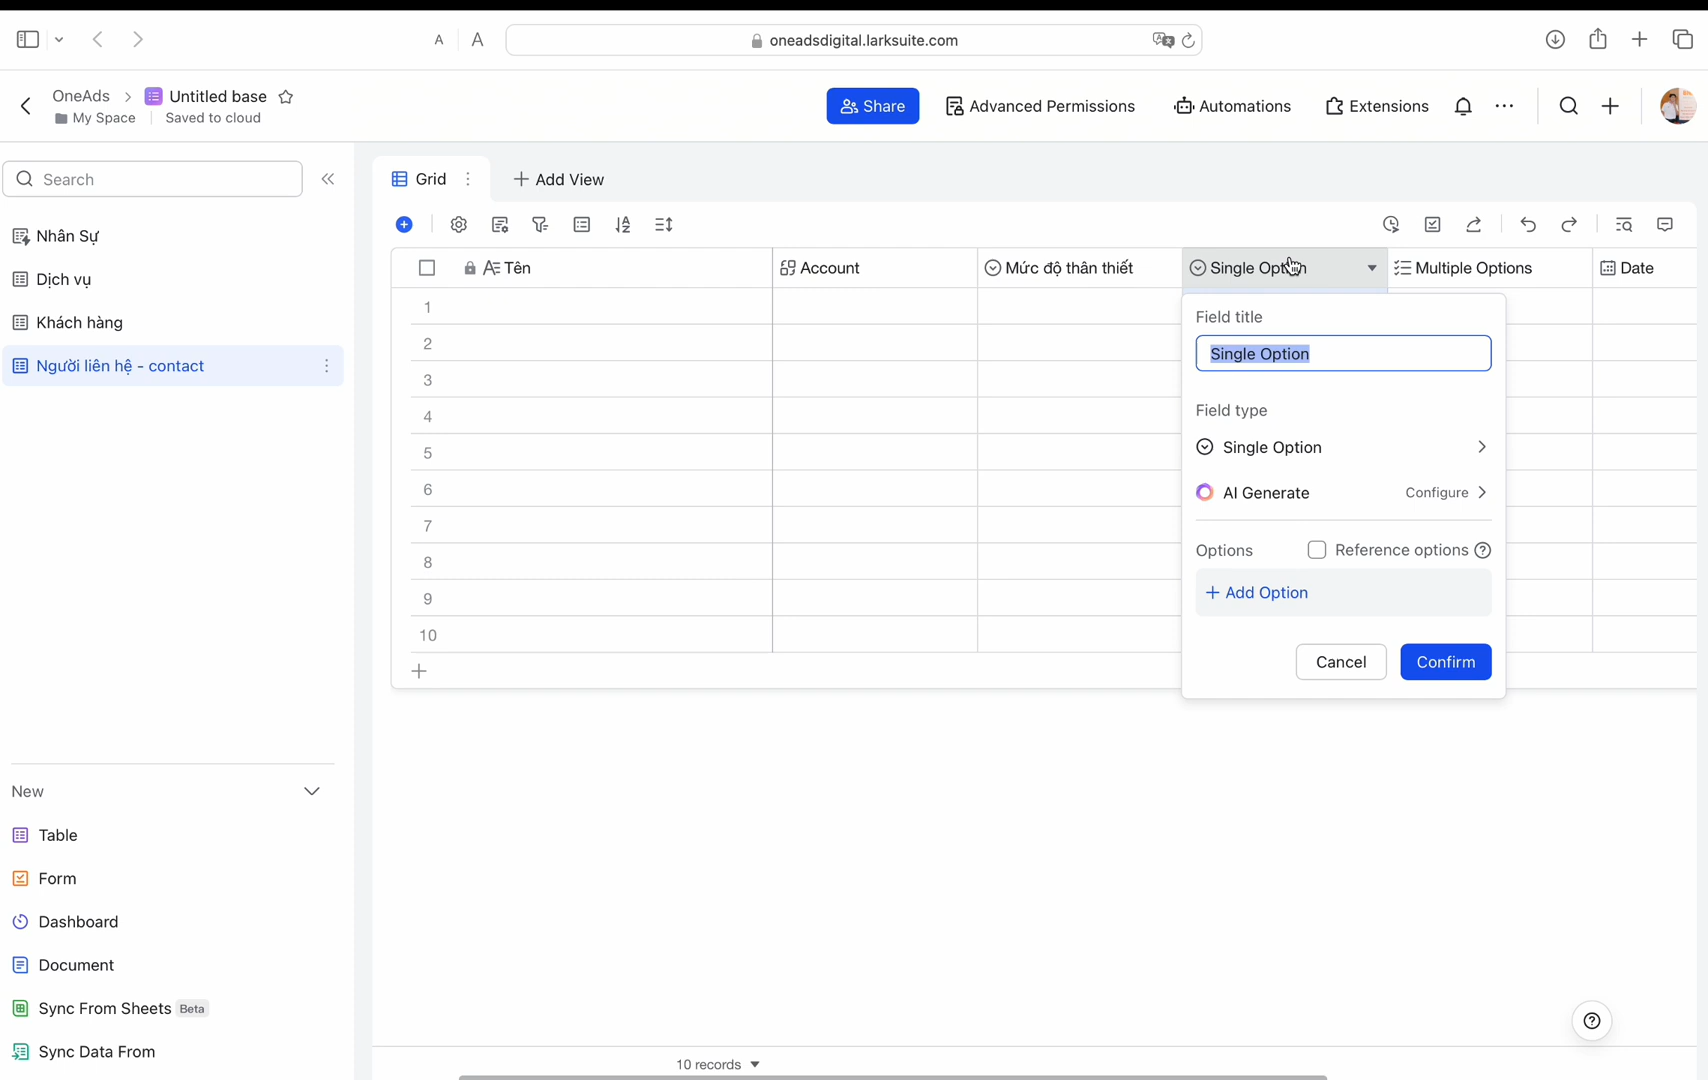 A A oneadsdigital.larksuite.com
OneAds Untitled base
My Space Saved to cloud
Share Advanced Permissions Automations Extensions
Search
Nhân Sự
Dịch vụ
Khách hàng
Người liên hệ - contact
New
Table
Form
Dashboard
Document
Sync From Sheets Beta
Sync Data From
Grid Add View
Tên Account Mức độ thân thiết Single Option Multiple Options Date
1
2
3
4
5
6
7
8
9
10
Field title
Single Option
Field type
Single Option
AI Generate Configure
Options Reference options
+ Add Option
Cancel Confirm
10 records